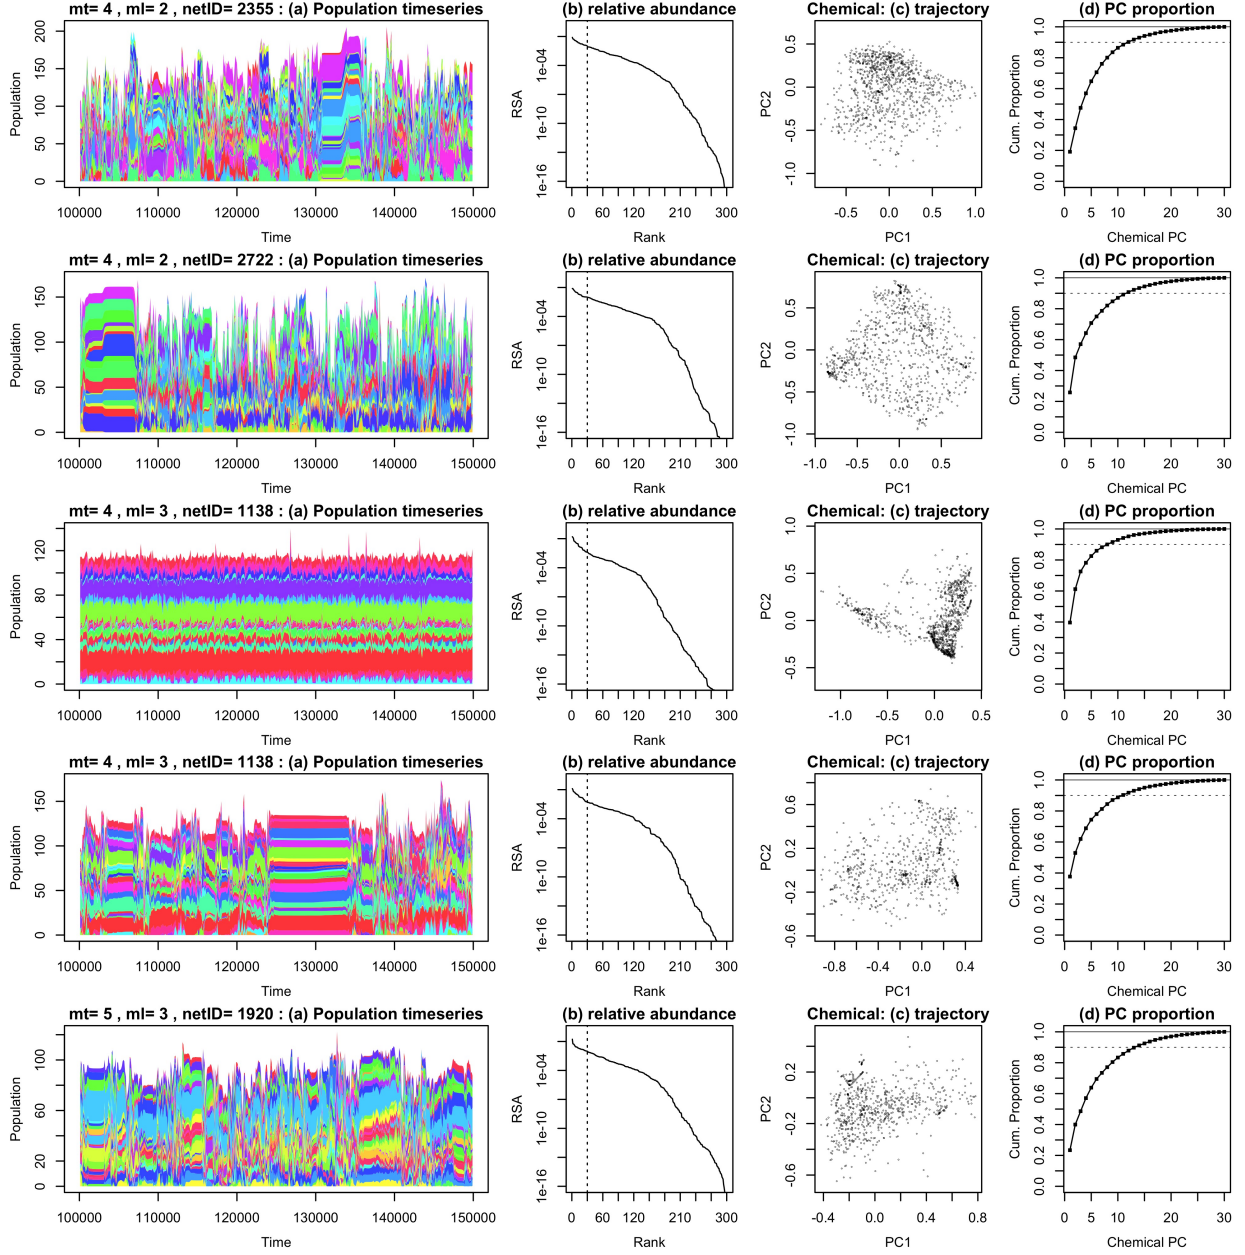 mt= 4 , ml= 2 , netID= 2355 : (a) Population timeseries
(b) relative abundance
Chemical: (c) trajectory
(d) PC proportion
Population
0 50 100 150 200
100000 110000 120000 130000 140000 150000
Time
RSA
1e-16 1e-10 1e-04
0 60 120 210 300
Rank
PC2
-1.0 -0.5 0.0 0.5
-0.5 0.0 0.5 1.0
PC1
Cum. Proportion
0.0 0.2 0.4 0.6 0.8 1.0
0 5 10 15 20 25 30
Chemical PC
mt= 4 , ml= 2 , netID= 2722 : (a) Population timeseries
(b) relative abundance
Chemical: (c) trajectory
(d) PC proportion
Population
0 50 100 150
100000 110000 120000 130000 140000 150000
Time
RSA
1e-16 1e-10 1e-04
0 60 120 210 300
Rank
PC2
-1.0 -0.5 0.0 0.5
-1.0 -0.5 0.0 0.5
PC1
Cum. Proportion
0.0 0.2 0.4 0.6 0.8 1.0
0 5 10 15 20 25 30
Chemical PC
mt= 4 , ml= 3 , netID= 1138 : (a) Population timeseries
(b) relative abundance
Chemical: (c) trajectory
(d) PC proportion
Population
0 40 80 120
100000 110000 120000 130000 140000 150000
Time
RSA
1e-16 1e-10 1e-04
0 60 120 210 300
Rank
PC2
-0.5 0.0 0.5 1.0
-1.0 -0.5 0.0 0.5
PC1
Cum. Proportion
0.0 0.2 0.4 0.6 0.8 1.0
0 5 10 15 20 25 30
Chemical PC
mt= 4 , ml= 3 , netID= 1138 : (a) Population timeseries
(b) relative abundance
Chemical: (c) trajectory
(d) PC proportion
Population
0 50 100 150
100000 110000 120000 130000 140000 150000
Time
RSA
1e-16 1e-10 1e-04
0 60 120 210 300
Rank
PC2
-0.6 -0.2 0.2 0.6
-0.8 -0.4 0.0 0.4
PC1
Cum. Proportion
0.0 0.2 0.4 0.6 0.8 1.0
0 5 10 15 20 25 30
Chemical PC
mt= 5 , ml= 3 , netID= 1920 : (a) Population timeseries
(b) relative abundance
Chemical: (c) trajectory
(d) PC proportion
Population
0 20 60 100
100000 110000 120000 130000 140000 150000
Time
RSA
1e-16 1e-10 1e-04
0 60 120 210 300
Rank
PC2
-0.6 -0.2 0.2
-0.4 0.0 0.4 0.8
PC1
Cum. Proportion
0.0 0.2 0.4 0.6 0.8 1.0
0 5 10 15 20 25 30
Chemical PC